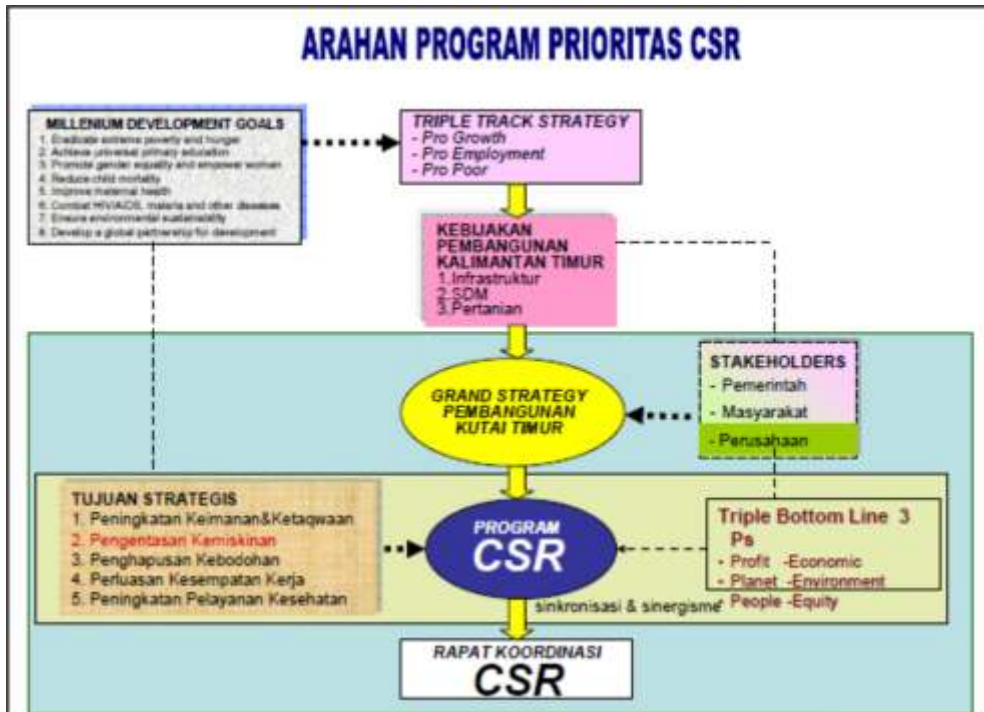 ARAHAN PROGRAM PRIORITAS CSR
MILLENIUM DEVELOPMENT GOALS
1. Eradicate extreme poverty and hunger
2. Achieve universal primary education
3. Promote gender equality and empower woman
4. Reduce child mortality
5. Improve maternal health
6. Combat HIV/AIDS, malaria and other diseases
7. Ensure environmental sustainability
8. Develop a global partnership for development
TRIPLE TRACK STRATEGY
- Pro Growth
- Pro Employment
- Pro Poor
KEBIJAKAN
PEMBANGUNAN
KALIMANTAN TIMUR
1.Infrastruktur
2.SDM
3.Pertanian
STAKEHOLDERS
- Pemerintah
- Masyarakat
- Perusahaan
GRAND STRATEGY
PEMBANGUNAN
KUTAI TIMUR
TUJUAN STRATEGIS
1. Peningkatan Keimanan&Ketaqwaan
2. Pengentasan Kemiskinan
3. Penghapusan Kebodohan
4. Perluasan Kesempatan Kerja
5. Peningkatan Pelayanan Kesehatan
PROGRAM
CSR
Triple Bottom Line 3
Ps
- Profit -Economic
- Planet -Environment
- People -Equity
sinkronisasi & sinergisme
RAPAT KOORDINASI
CSR